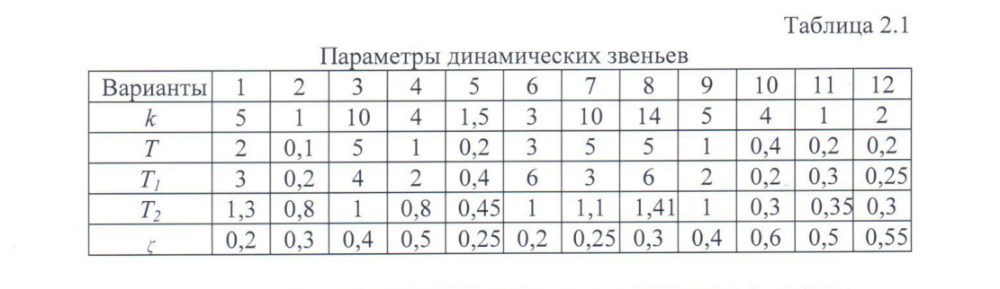 Таблица 2.1
Параметры динамических звеньев
Варианты 1 2 3 4 5 6 7 8 9 10 11 12
k 5 1 10 4 1,5 3 10 14 5 4 1 2
T 2 0,1 5 1 0,2 3 5 5 1 0,4 0,2 0,2
T₁ 3 0,2 4 2 0,4 6 3 6 2 0,2 0,3 0,25
T₂ 1,3 0,8 1 0,8 0,45 1 1,1 1,41 1 0,3 0,35 0,3
ζ 0,2 0,3 0,4 0,5 0,25 0,2 0,25 0,3 0,4 0,6 0,5 0,55